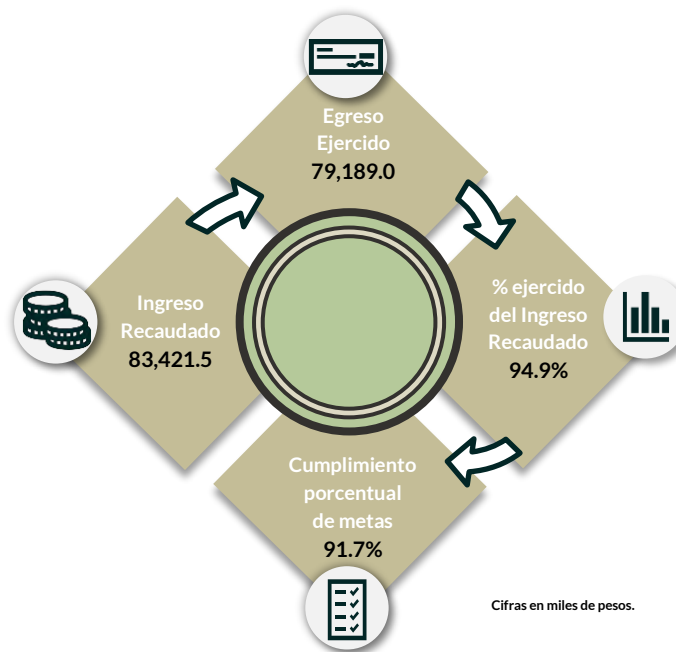 Egreso
Ejercido
79,189.0
Ingreso
Recaudado
83,421.5
% ejercido
del Ingreso
Recaudado
94.9%
Cumplimiento
porcentual
de metas
91.7%
Cifras en miles de pesos.